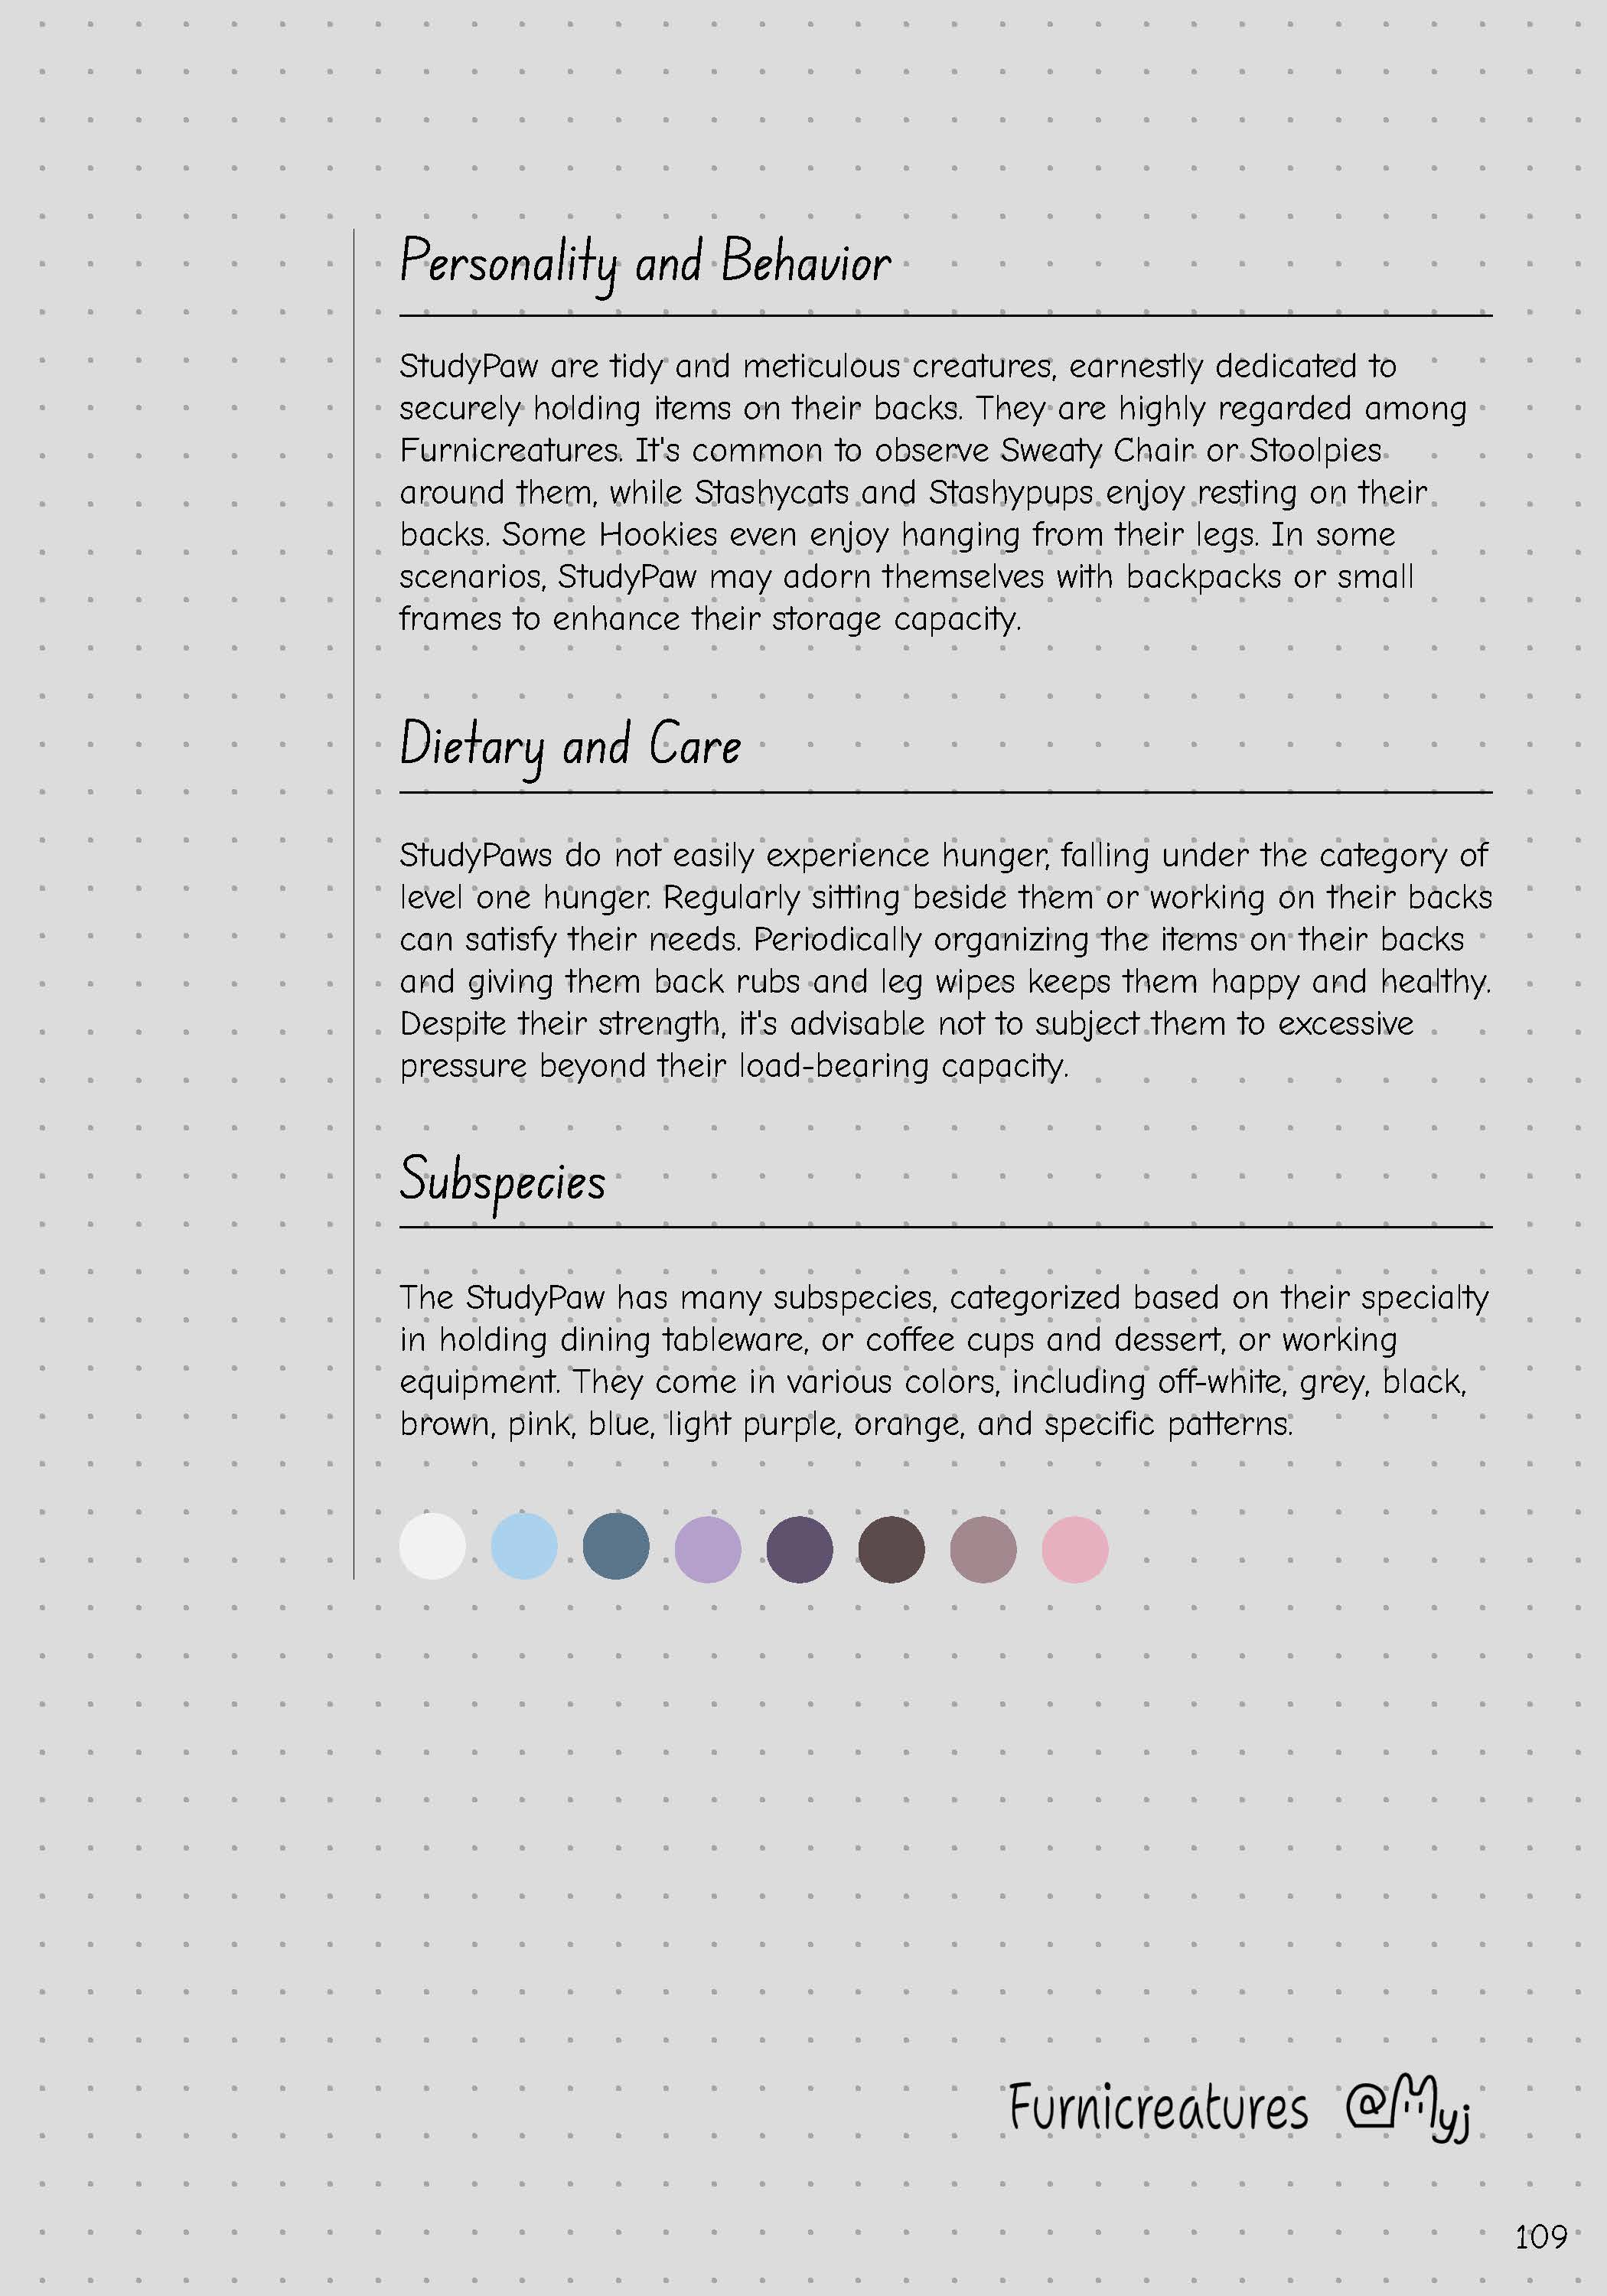 Personality and Behavior
StudyPaw are tidy and meticulous creatures, earnestly dedicated to
securely holding items on their backs. They are highly regarded among
Furnicreatures. It's common to observe Sweaty Chair or Stoolpies
around them, while Stashycats and Stashypups enjoy resting on their
backs. Some Hookies even enjoy hanging from their legs. In some
scenarios, StudyPaw may adorn themselves with backpacks or small
frames to enhance their storage capacity.
Dietary and Care
StudyPaws do not easily experience hunger, falling under the category of
level one hunger. Regularly sitting beside them or working on their backs
can satisfy their needs. Periodically organizing the items on their backs
and giving them back rubs and leg wipes keeps them happy and healthy.
Despite their strength, it's advisable not to subject them to excessive
pressure beyond their load-bearing capacity.
Subspecies
The StudyPaw has many subspecies, categorized based on their specialty
in holding dining tableware, or coffee cups and dessert, or working
equipment. They come in various colors, including off-white, grey, black,
brown, pink, blue, light purple, orange, and specific patterns.
Furnicreatures @Myj
109